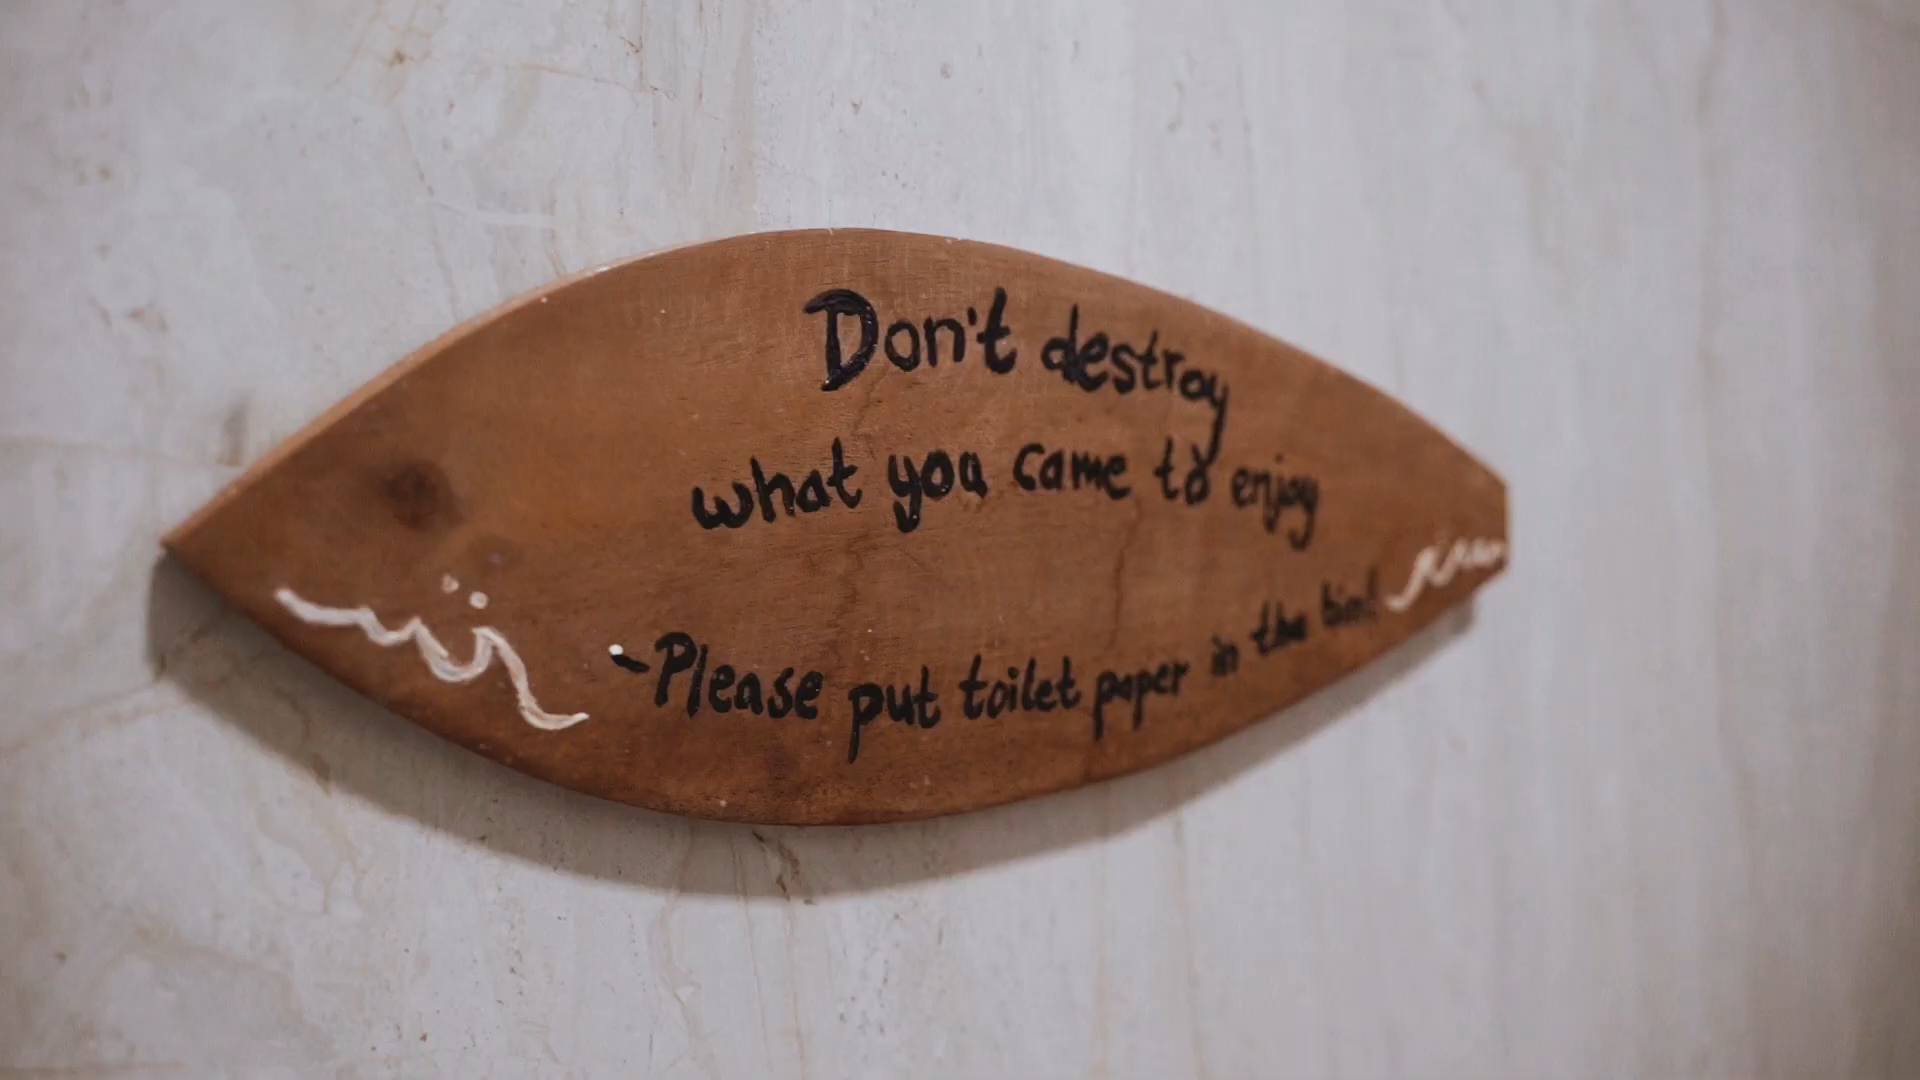 Don't destroy
what you came to enjoy
-Please put toilet paper in the bin!